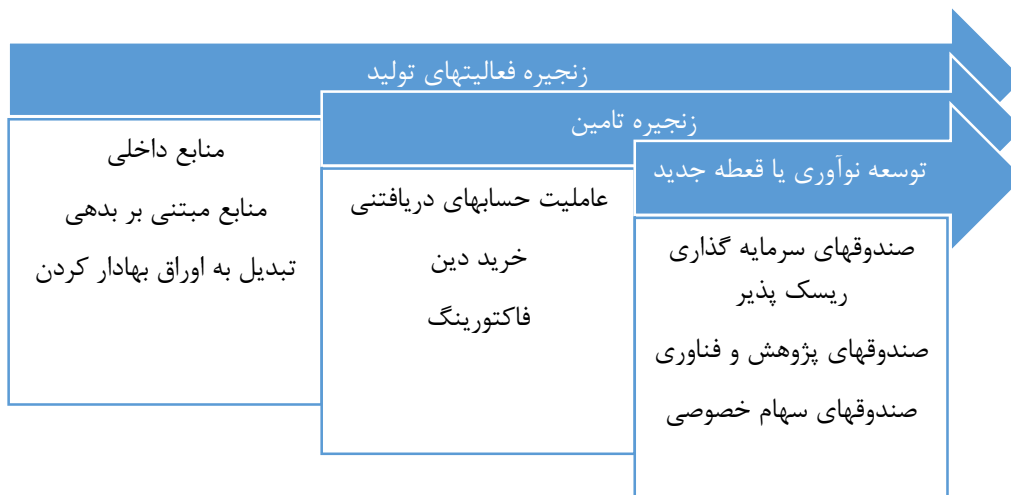 زنجیره فعالیتهای تولید
منابع داخلی
منابع مبتنی بر بدهی
تبدیل به اوراق بهادار کردن
زنجیره تامین
عاملیت حسابهای دریافتنی
خرید دین
فاکتورینگ
توسعه نوآوری یا قعطه جدید
صندوقهای سرمایه گذاری
ریسک پذیر
صندوقهای پژوهش و فناوری
صندوقهای سهام خصوصی